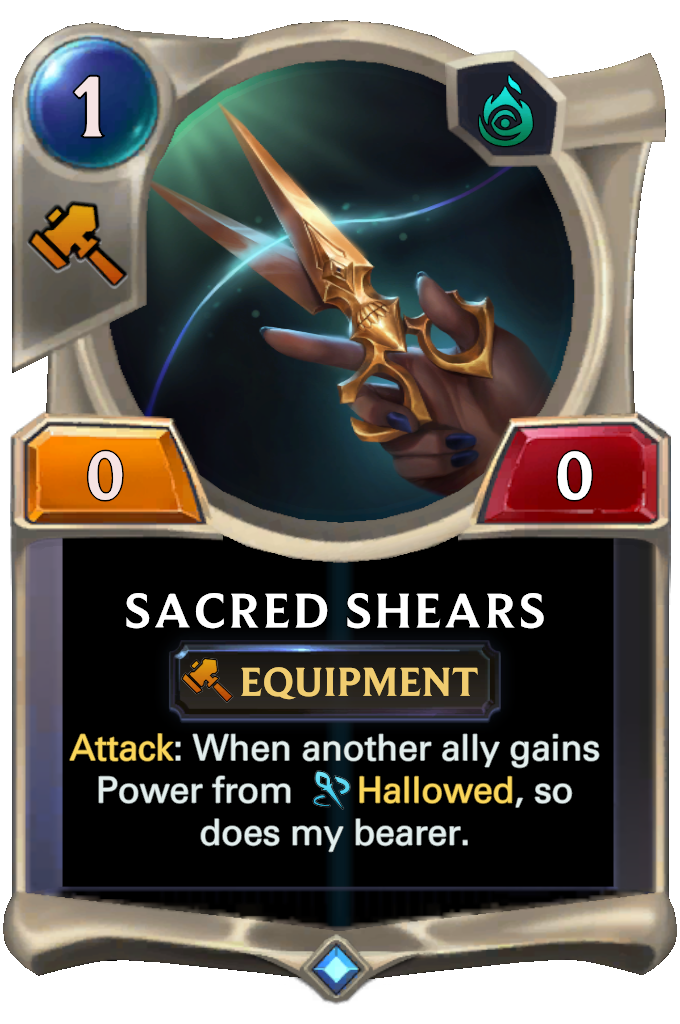 1
0
0
SACRED SHEARS
EQUIPMENT
Attack: When another ally gains
Power from Hallowed, so
does my bearer.